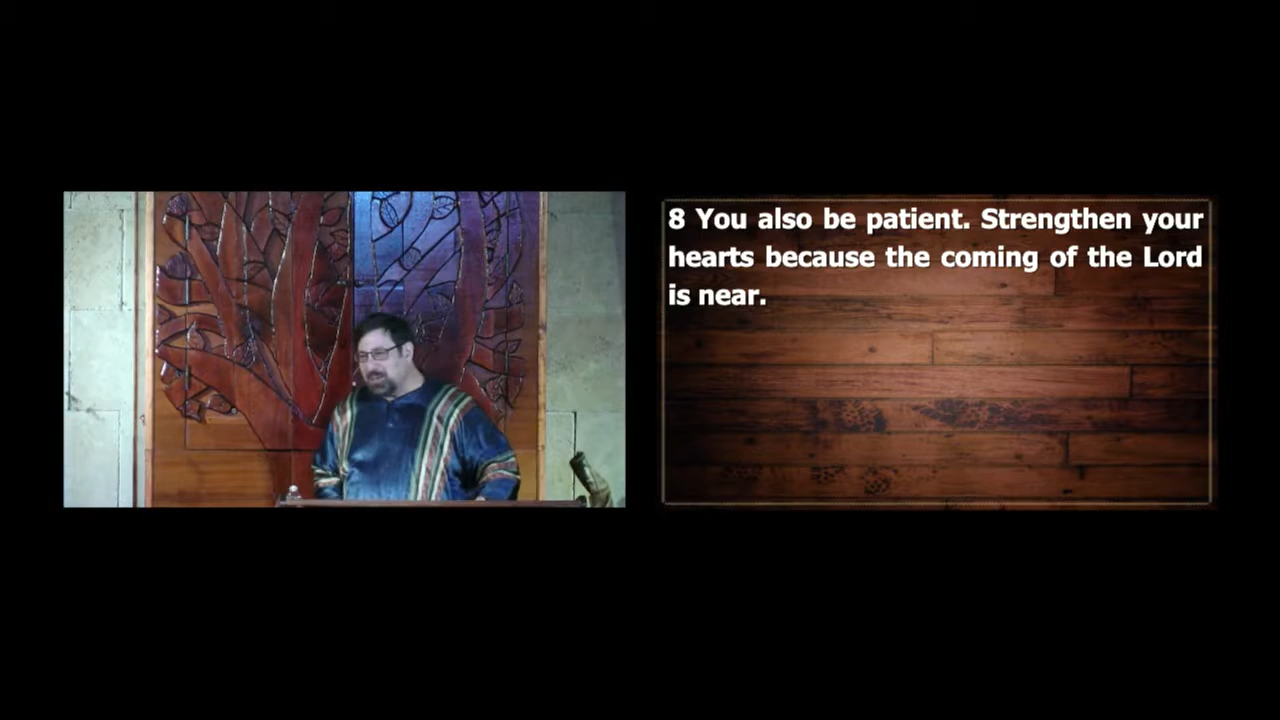 8 You also be patient. Strengthen your
hearts because the coming of the Lord
is near.